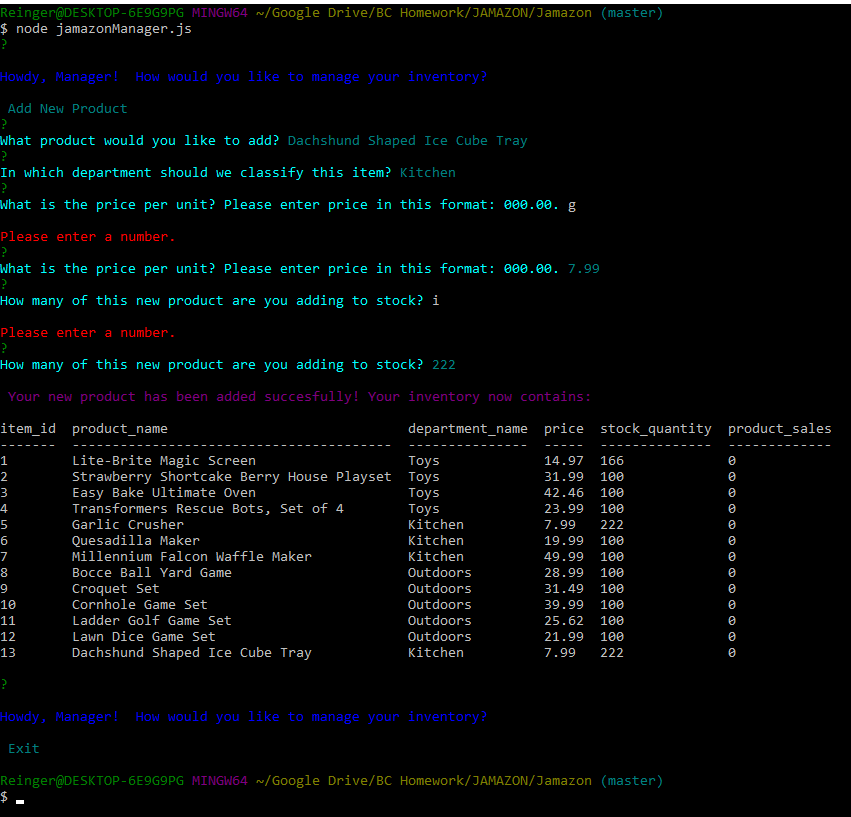 Reinger@DESKTOP-6E9G9PG MINGW64 ~/Google Drive/BC Homework/JAMAZON/Jamazon (master)
$ node jamazonManager.js
?
Howdy, Manager!  How would you like to manage your inventory?
 Add New Product
?
What product would you like to add? Dachshund Shaped Ice Cube Tray
?
In which department should we classify this item? Kitchen
?
What is the price per unit? Please enter price in this format: 000.00. g
Please enter a number.
?
What is the price per unit? Please enter price in this format: 000.00. 7.99
?
How many of this new product are you adding to stock? i
Please enter a number.
?
How many of this new product are you adding to stock? 222
 Your new product has been added succesfully! Your inventory now contains:
item_id  product_name                              department_name  price  stock_quantity  product_sales
-------  ----------------------------------------  ---------------  -----  --------------  -------------
1        Lite-Brite Magic Screen                   Toys             14.97  166             0
2        Strawberry Shortcake Berry House Playset  Toys             31.99  100             0
3        Easy Bake Ultimate Oven                   Toys             42.46  100             0
4        Transformers Rescue Bots, Set of 4        Toys             23.99  100             0
5        Garlic Crusher                            Kitchen          7.99   222             0
6        Quesadilla Maker                          Kitchen          19.99  100             0
7        Millennium Falcon Waffle Maker            Kitchen          49.99  100             0
8        Bocce Ball Yard Game                      Outdoors         28.99  100             0
9        Croquet Set                               Outdoors         31.49  100             0
10       Cornhole Game Set                         Outdoors         39.99  100             0
11       Ladder Golf Game Set                      Outdoors         25.62  100             0
12       Lawn Dice Game Set                        Outdoors         21.99  100             0
13       Dachshund Shaped Ice Cube Tray            Kitchen          7.99   222             0
?
Howdy, Manager!  How would you like to manage your inventory?
 Exit
Reinger@DESKTOP-6E9G9PG MINGW64 ~/Google Drive/BC Homework/JAMAZON/Jamazon (master)
$